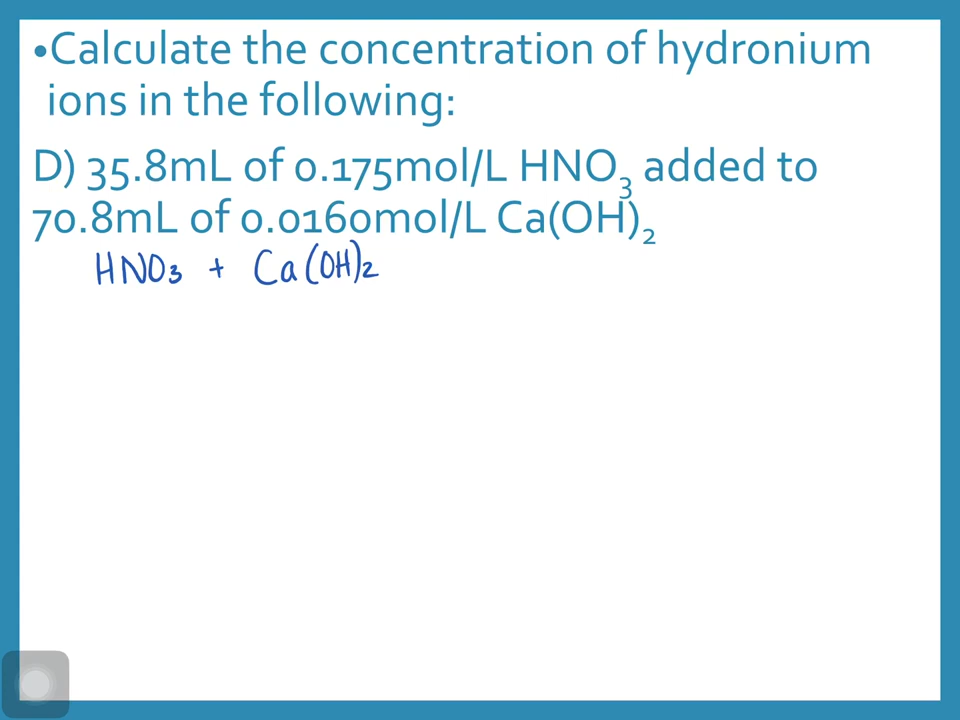 •Calculate the concentration of hydronium
ions in the following:
D) 35.8mL of 0.175mol/L HNO₃ added to
70.8mL of 0.0160mol/L Ca(OH)₂
HNO₃ + Ca(OH)₂